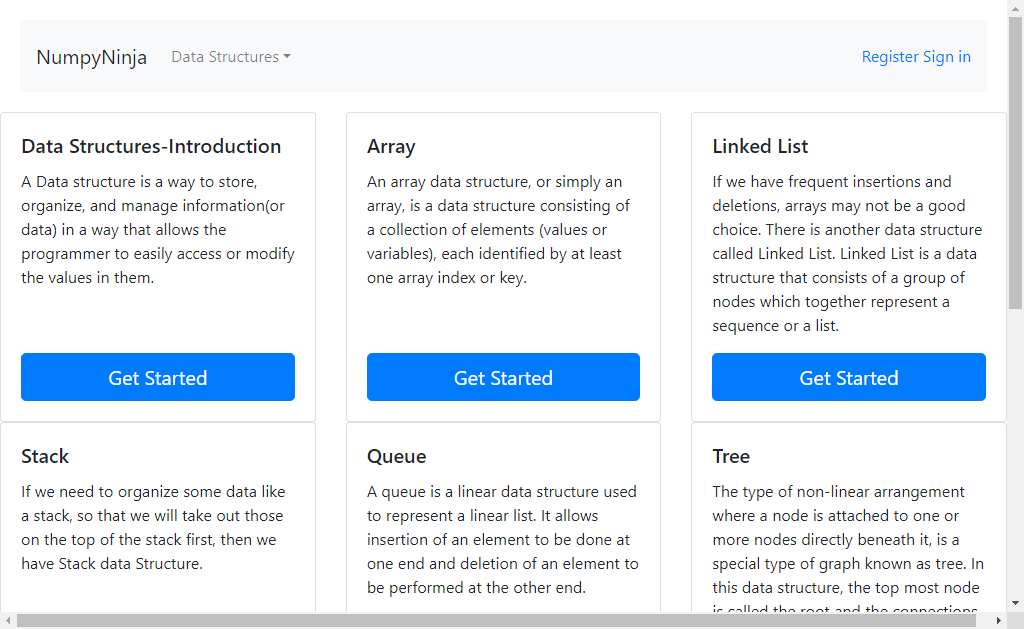 NumpyNinja
Data Structures
Register Sign in
Data Structures-Introduction
A Data structure is a way to store,
organize, and manage information(or
data) in a way that allows the
programmer to easily access or modify
the values in them.
Get Started
Array
An array data structure, or simply an
array, is a data structure consisting of
a collection of elements (values or
variables), each identified by at least
one array index or key.
Get Started
Linked List
If we have frequent insertions and
deletions, arrays may not be a good
choice. There is another data structure
called Linked List. Linked List is a data
structure that consists of a group of
nodes which together represent a
sequence or a list.
Get Started
Stack
If we need to organize some data like
a stack, so that we will take out those
on the top of the stack first, then we
have Stack data Structure.
Queue
A queue is a linear data structure used
to represent a linear list. It allows
insertion of an element to be done at
one end and deletion of an element to
be performed at the other end.
Tree
The type of non-linear arrangement
where a node is attached to one or
more nodes directly beneath it, is a
special type of graph known as tree. In
this data structure, the top most node
is called the root and the connections